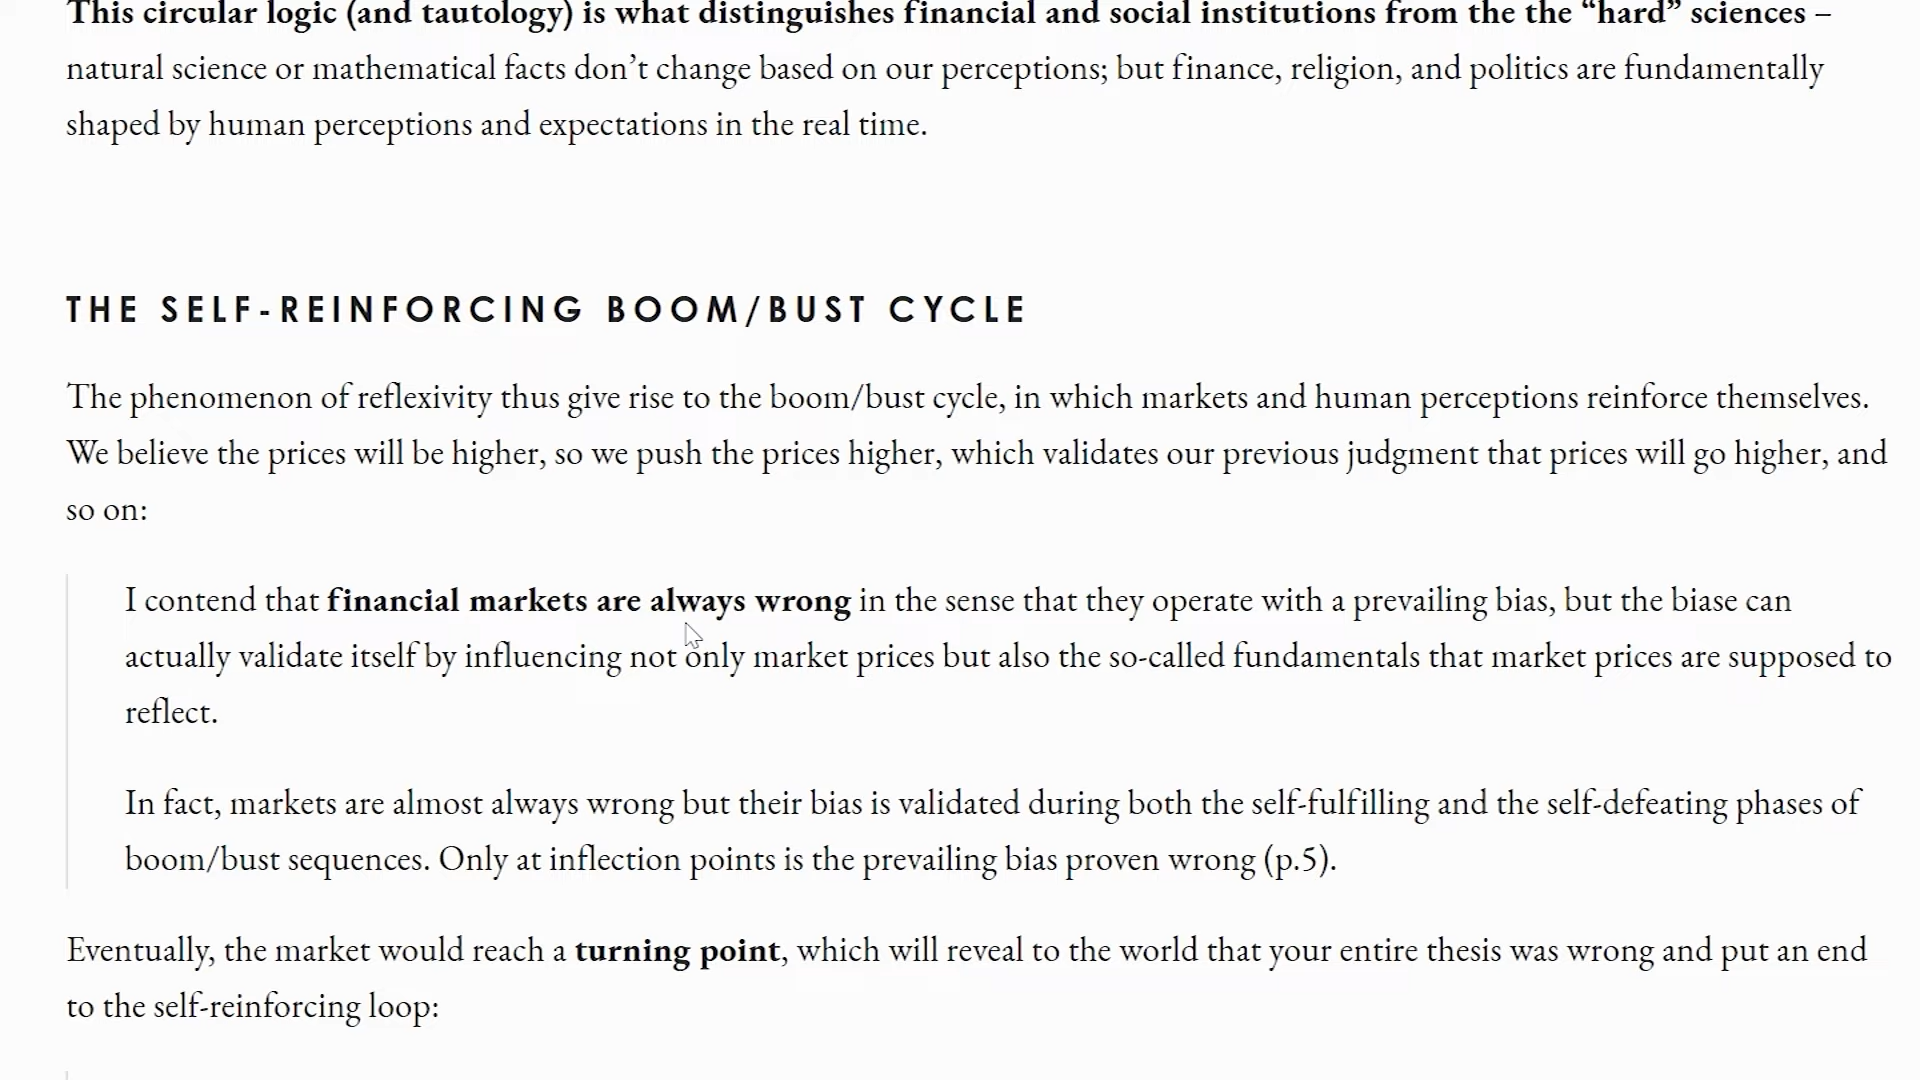 This circular logic (and tautology) is what distinguishes financial and social institutions from the the “hard” sciences –
natural science or mathematical facts don’t change based on our perceptions; but finance, religion, and politics are fundamentally
shaped by human perceptions and expectations in the real time.
THE SELF-REINFORCING BOOM/BUST CYCLE
The phenomenon of reflexivity thus give rise to the boom/bust cycle, in which markets and human perceptions reinforce themselves.
We believe the prices will be higher, so we push the prices higher, which validates our previous judgment that prices will go higher, and
so on:
I contend that financial markets are always wrong in the sense that they operate with a prevailing bias, but the biase can
actually validate itself by influencing not only market prices but also the so-called fundamentals that market prices are supposed to
reflect.
In fact, markets are almost always wrong but their bias is validated during both the self-fulfilling and the self-defeating phases of
boom/bust sequences. Only at inflection points is the prevailing bias proven wrong (p.5).
Eventually, the market would reach a turning point, which will reveal to the world that your entire thesis was wrong and put an end
to the self-reinforcing loop: